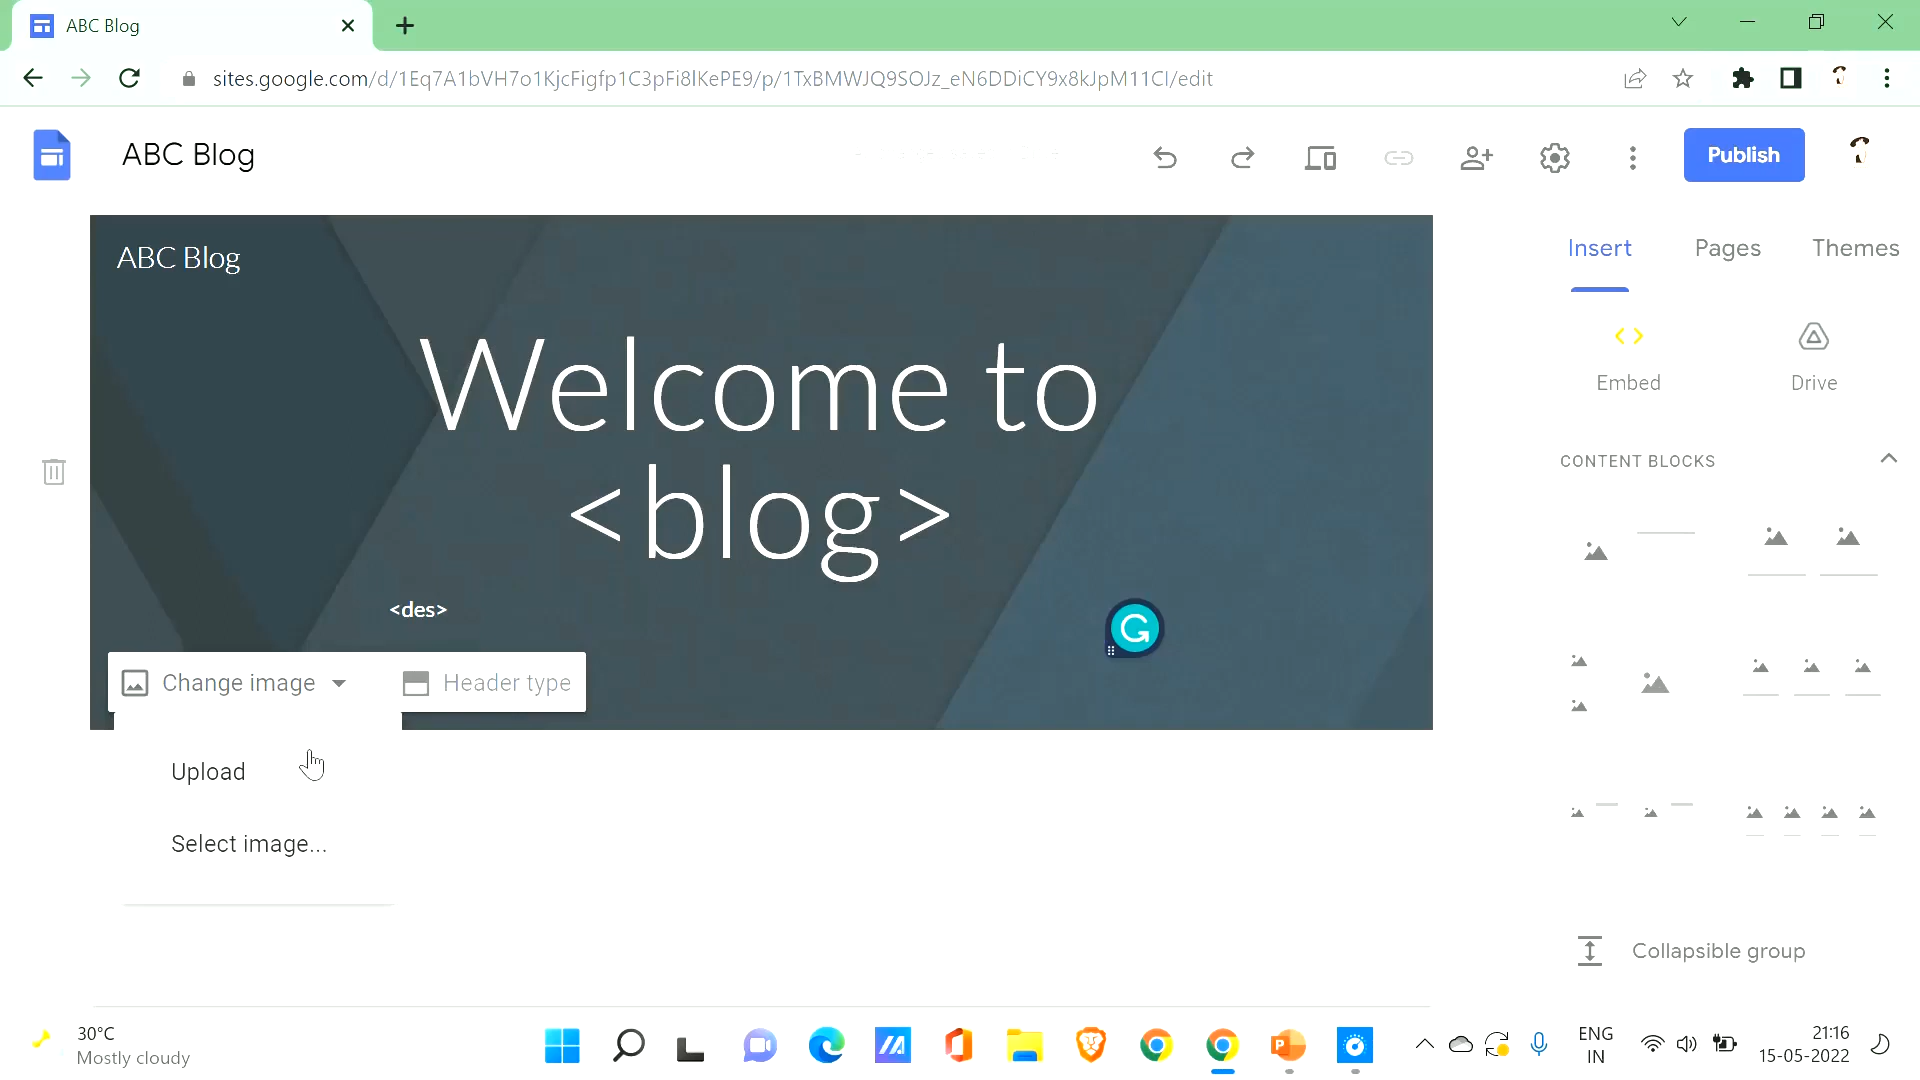 ABC Blog
sites.google.com/d/1Eq7A1bVH7o1KjcFigfp1C3pFi8lKePE9/p/1TxBMWJQ9SOJz_eN6DDiCY9x8kJpM11CI/edit
ABC Blog
Publish
Insert
Pages
Themes
ABC Blog
Welcome to
<blog>
<des>
Embed
Drive
CONTENT BLOCKS
Change image
Header type
Upload
Select image...
Collapsible group
30°C
Mostly cloudy
ENG
IN
21:16
15-05-2022